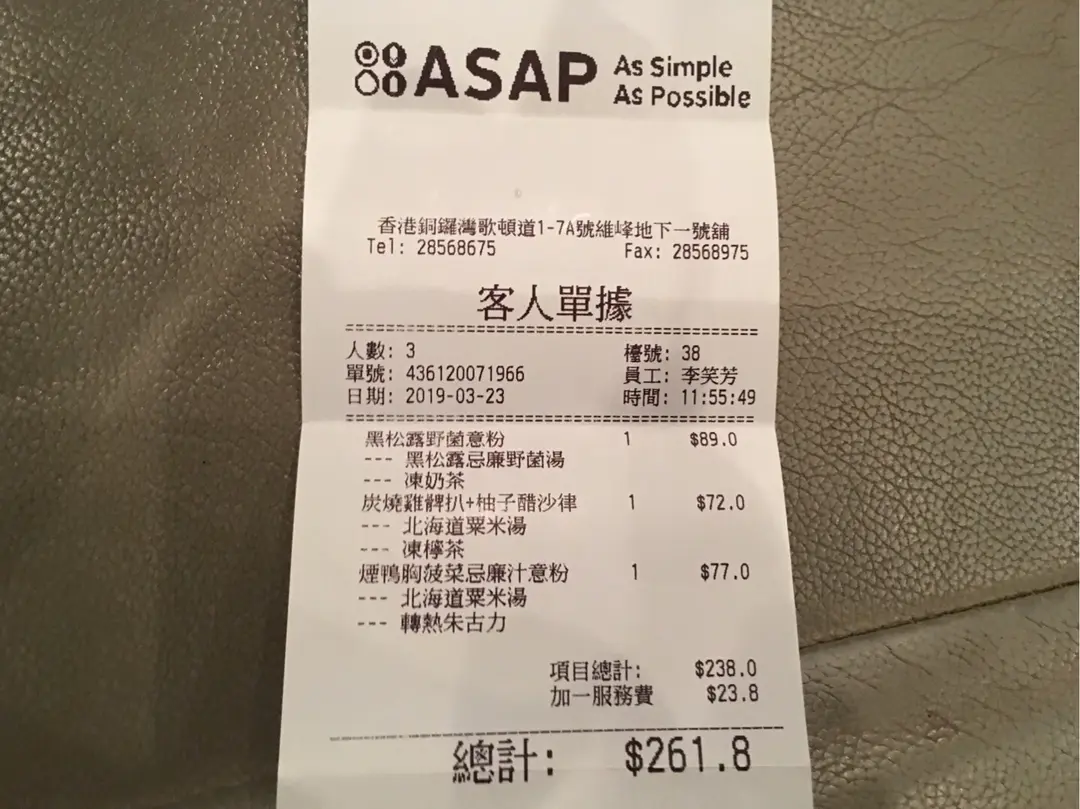 ASAP As Simple
As Possible
香港銅鑼灣歌頓道1-7A號維峰地下一號舖
Tel: 28568675 Fax: 28568975
客人單據
人數: 3 檯號: 38
單號: 436120071966 員工: 李笑芳
日期: 2019-03-23 時間: 11:55:49
黑松露野菌意粉 1 $89.0
--- 黑松露忌廉野菌湯
--- 凍奶茶
炭燒雞髀扒+柚子醋沙律 1 $72.0
--- 北海道粟米湯
--- 凍檸茶
煙鴨胸菠菜忌廉汁意粉 1 $77.0
--- 北海道粟米湯
--- 轉熱朱古力
項目總計: $238.0
加一服務費 $23.8
總計: $261.8